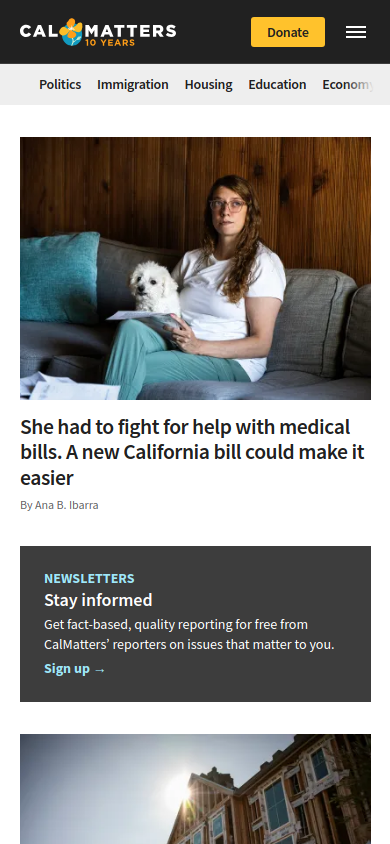 CAL MATTERS
10 YEARS
Donate
Politics Immigration Housing Education Economy
She had to fight for help with medical
bills. A new California bill could make it
easier
By Ana B. Ibarra
NEWSLETTERS
Stay informed
Get fact-based, quality reporting for free from
CalMatters’ reporters on issues that matter to you.
Sign up →